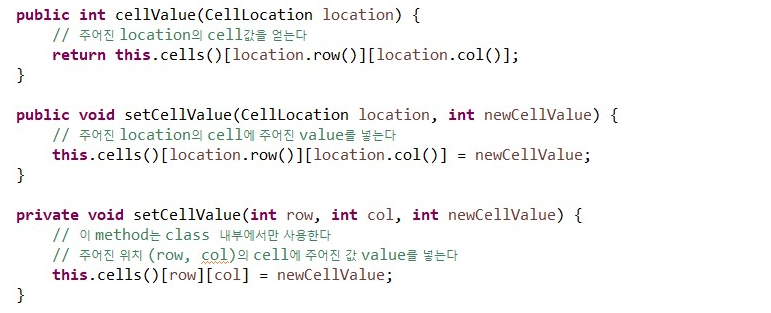 public int cellValue(CellLocation location) {
    // 주어진 location의 cell값을 얻는다
    return this.cells()[location.row()][location.col()];
}

public void setCellValue(CellLocation location, int newCellValue) {
    // 주어진 location의 cell에 주어진 value를 넣는다
    this.cells()[location.row()][location.col()] = newCellValue;
}

private void setCellValue(int row, int col, int newCellValue) {
    // 이 method는 class 내부에서만 사용한다
    // 주어진 위치 (row, col)의 cell에 주어진 값 value를 넣는다
    this.cells()[row][col] = newCellValue;
}